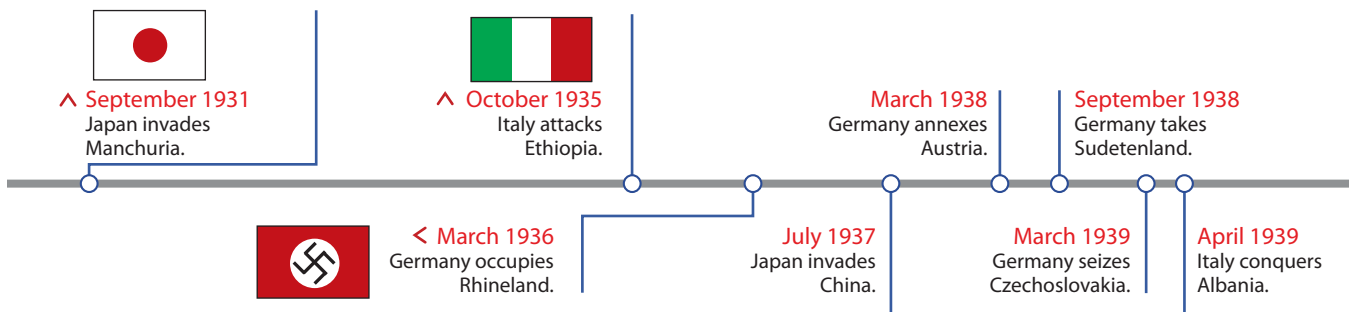 September 1931
Japan invades
Manchuria.
October 1935
Italy attacks
Ethiopia.
March 1936
Germany occupies
Rhineland.
July 1937
Japan invades
China.
March 1938
Germany annexes
Austria.
September 1938
Germany takes
Sudetenland.
March 1939
Germany seizes
Czechoslovakia.
April 1939
Italy conquers
Albania.